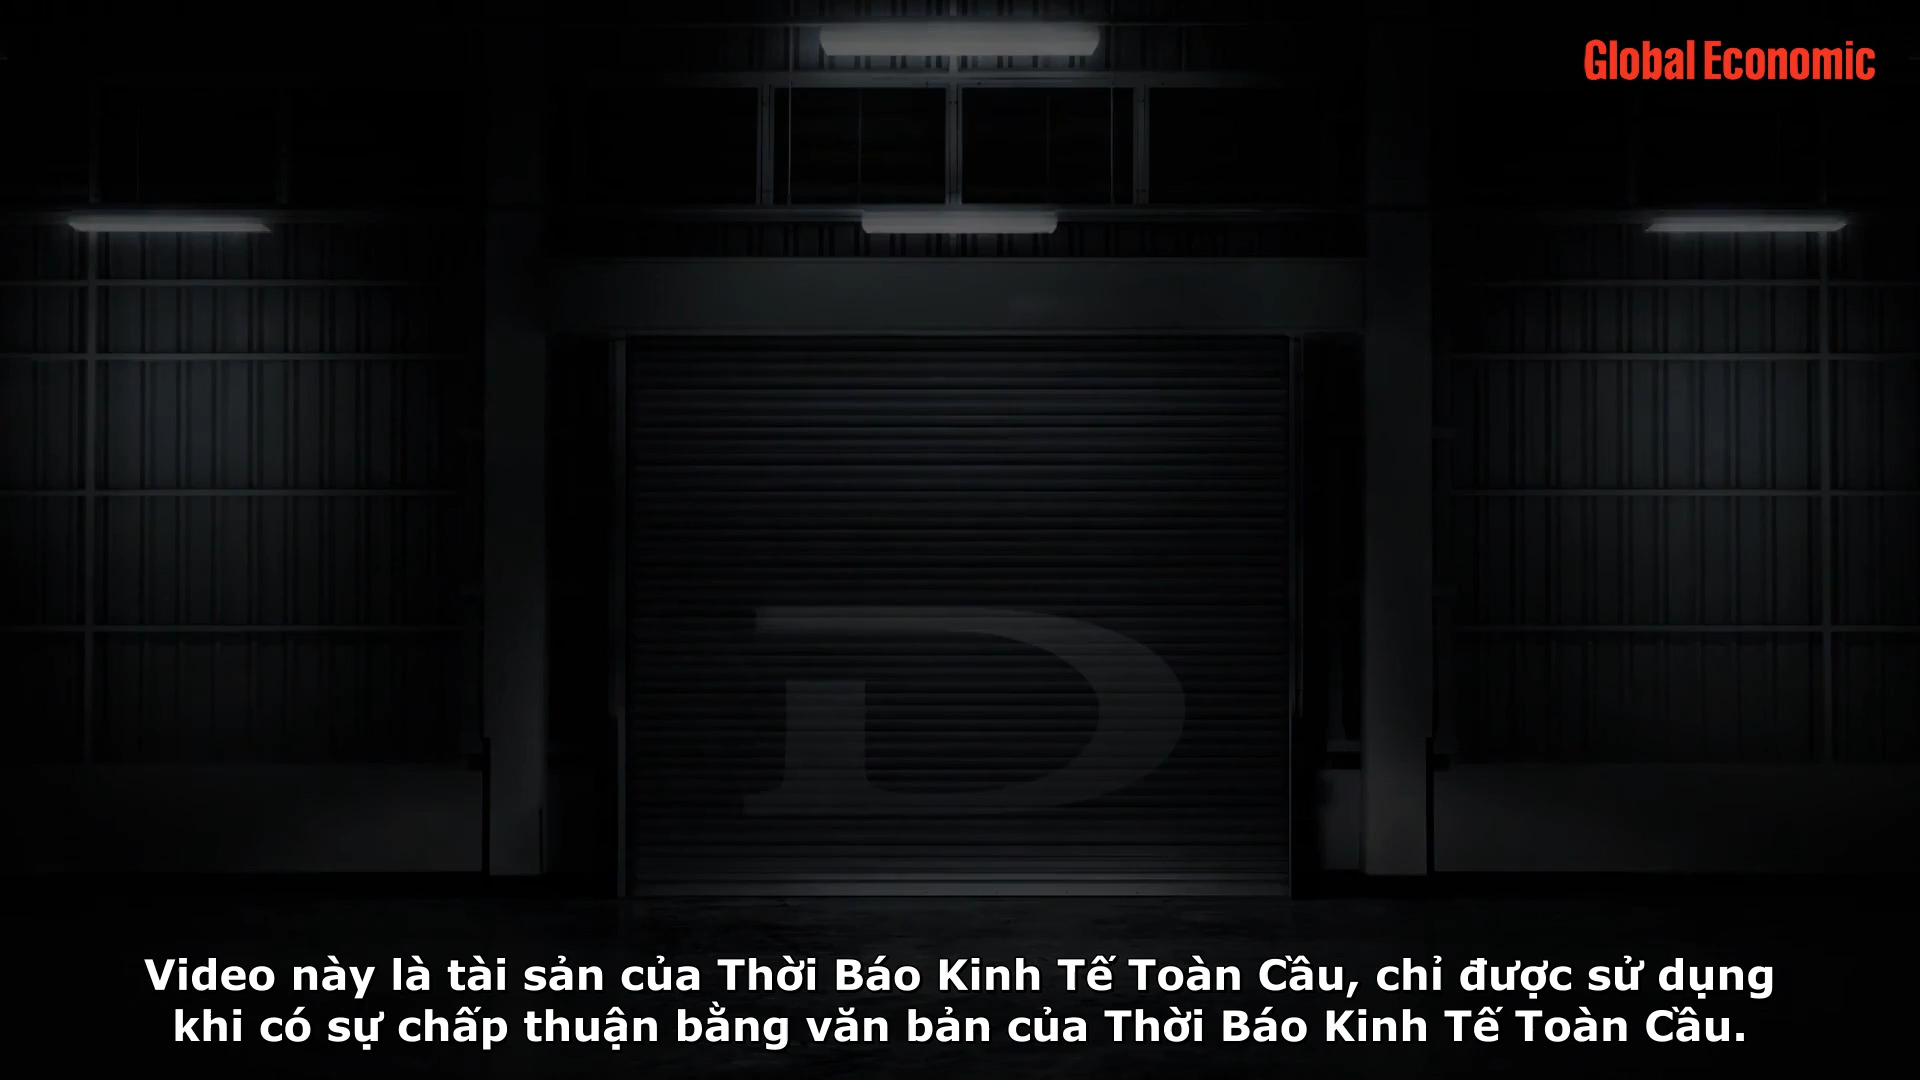 Global Economic
D
Video này là tài sản của Thời Báo Kinh Tế Toàn Cầu, chỉ được sử dụng
khi có sự chấp thuận bằng văn bản của Thời Báo Kinh Tế Toàn Cầu.